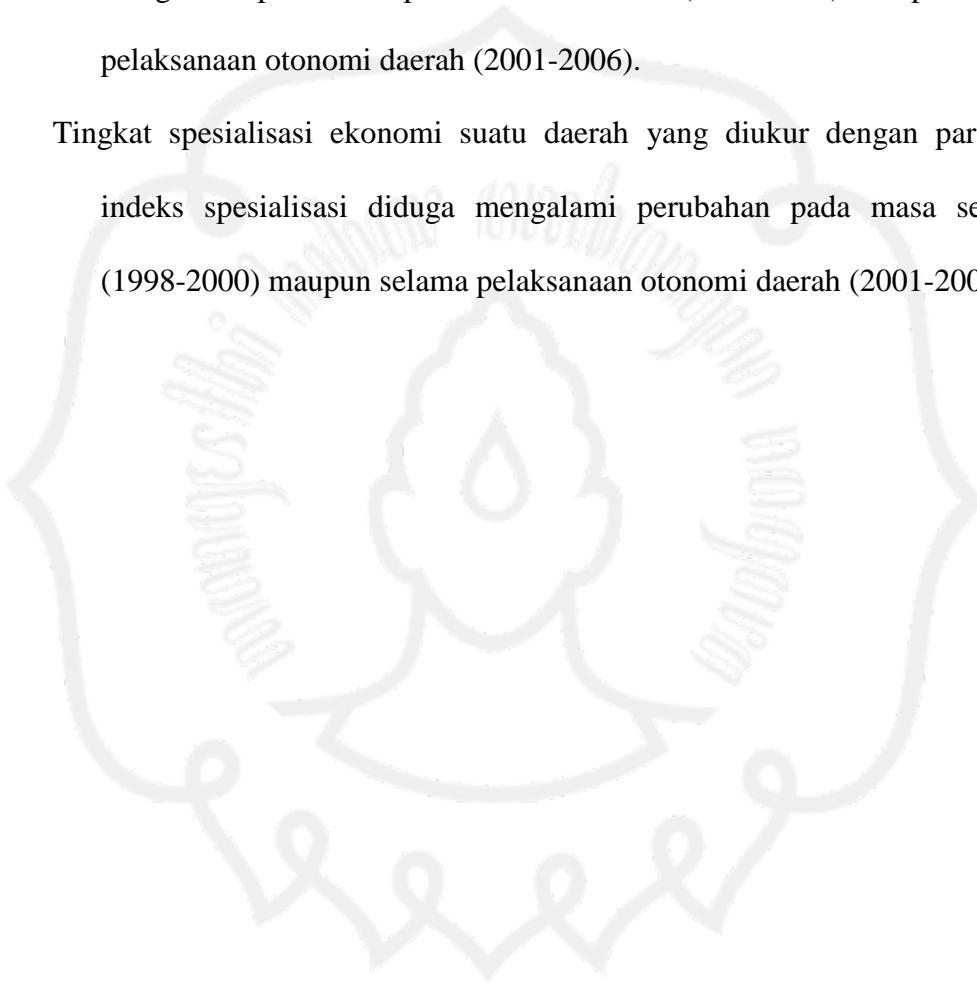 pelaksanaan otonomi daerah (2001-2006).
Tingkat spesialisasi ekonomi suatu daerah yang diukur dengan par
indeks spesialisasi diduga mengalami perubahan pada masa se
(1998-2000) maupun selama pelaksanaan otonomi daerah (2001-200